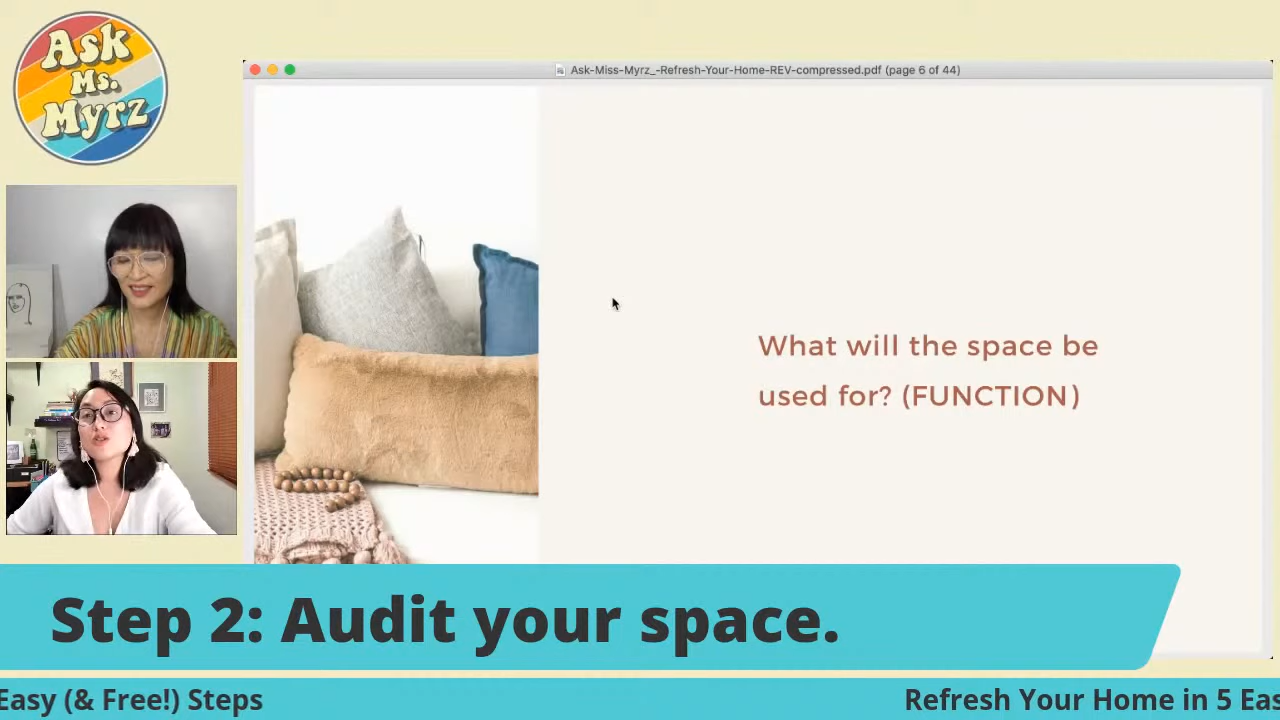 Ask
Ms.
Myrz
Ask-Miss-Myrz_-Refresh-Your-Home-REV-compressed.pdf (page 6 of 44)
What will the space be
used for? (FUNCTION)
Step 2: Audit your space.
Easy (& Free!) Steps
Refresh Your Home in 5 Eas